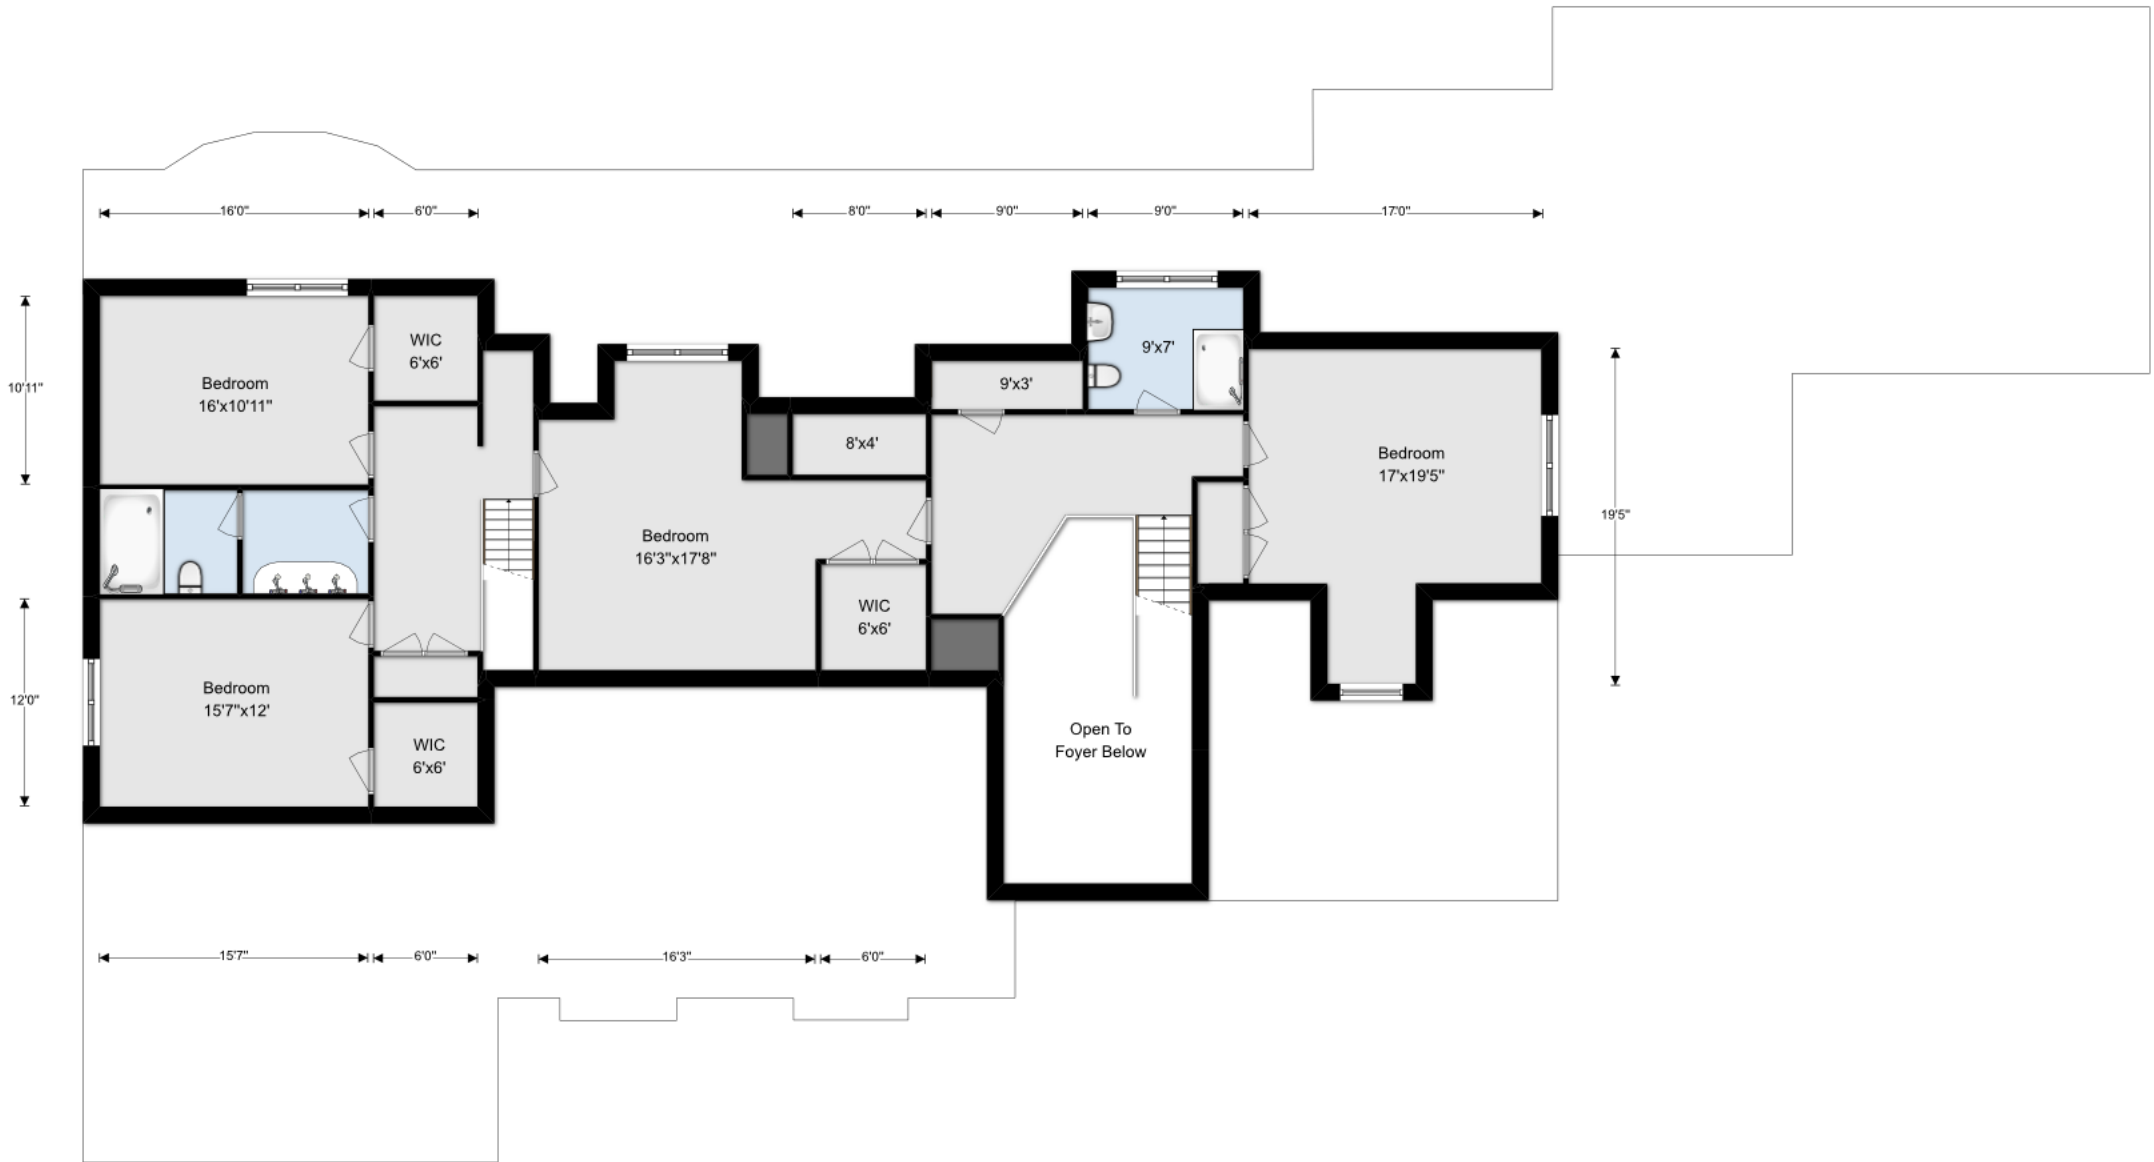 16'0"
6'0"
8'0"
9'0"
9'0"
17'0"
10'11"
12'0"
19'5"
WIC
6'x6'
Bedroom
16'x10'11"
9'x7'
9'x3'
8'x4'
Bedroom
17'x19'5"
Bedroom
16'3"x17'8"
WIC
6'x6'
Bedroom
15'7"x12'
WIC
6'x6'
Open To
Foyer Below
15'7"
6'0"
16'3"
6'0"